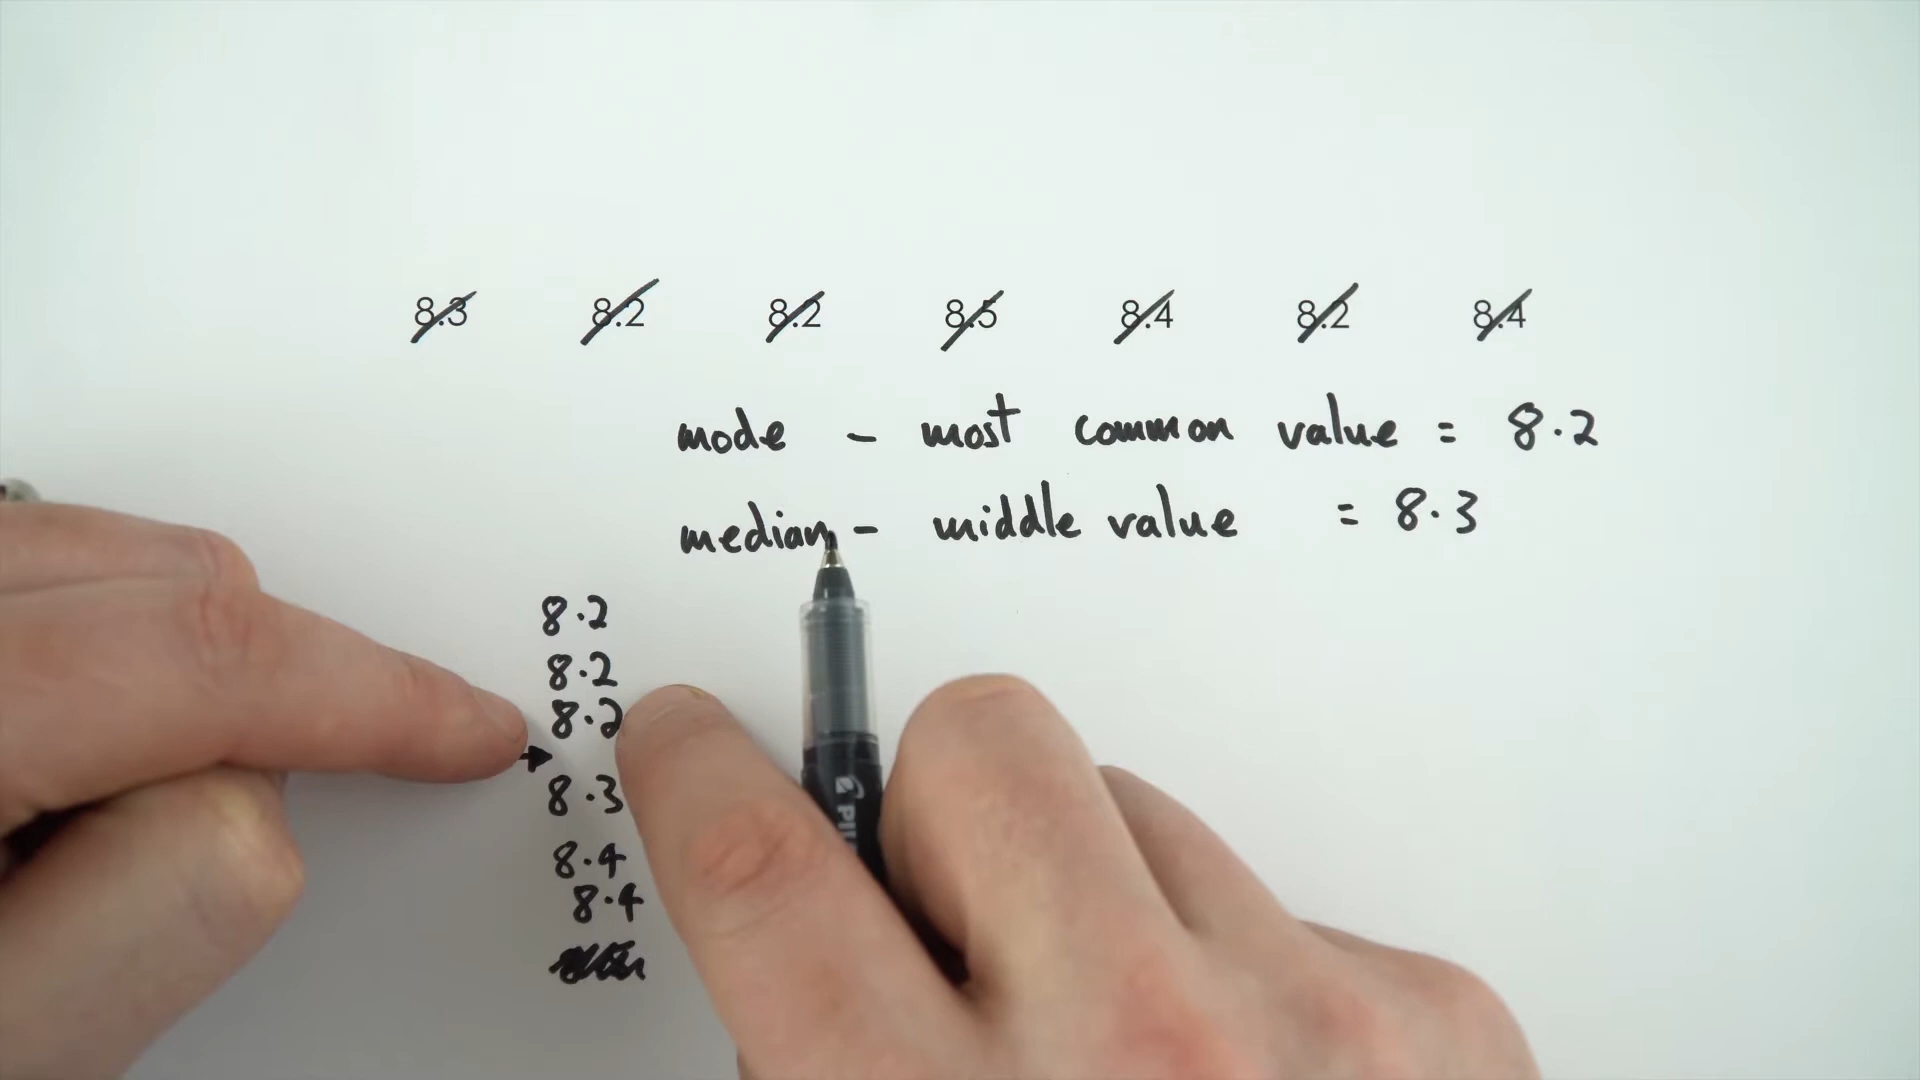 8.3 8.2 8.2 8.5 8.4 8.2 8.4
mode - most common value = 8.2
median - middle value = 8.3
8.2
8.2
8.2
8.3
8.4
8.4